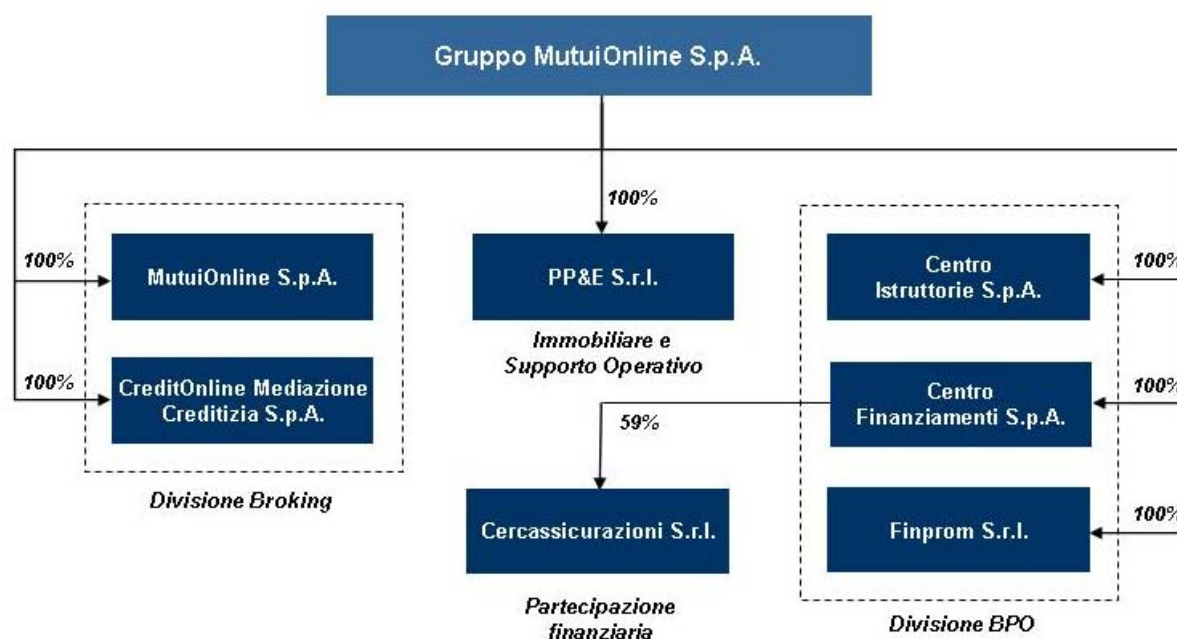 Gruppo MutuiOnline S.p.A.
100%
100%
MutuiOnline S.p.A.
100%
CreditOnline Mediazione
Creditizia S.p.A.
Divisione Broking
PP&E S.r.l.
Immobiliare e
Supporto Operativo
59%
Cercassicurazioni S.r.l.
Partecipazione
finanziaria
Centro
Istruttorie S.p.A.
100%
Centro
Finanziamenti S.p.A.
100%
Finprom S.r.l.
100%
Divisione BPO